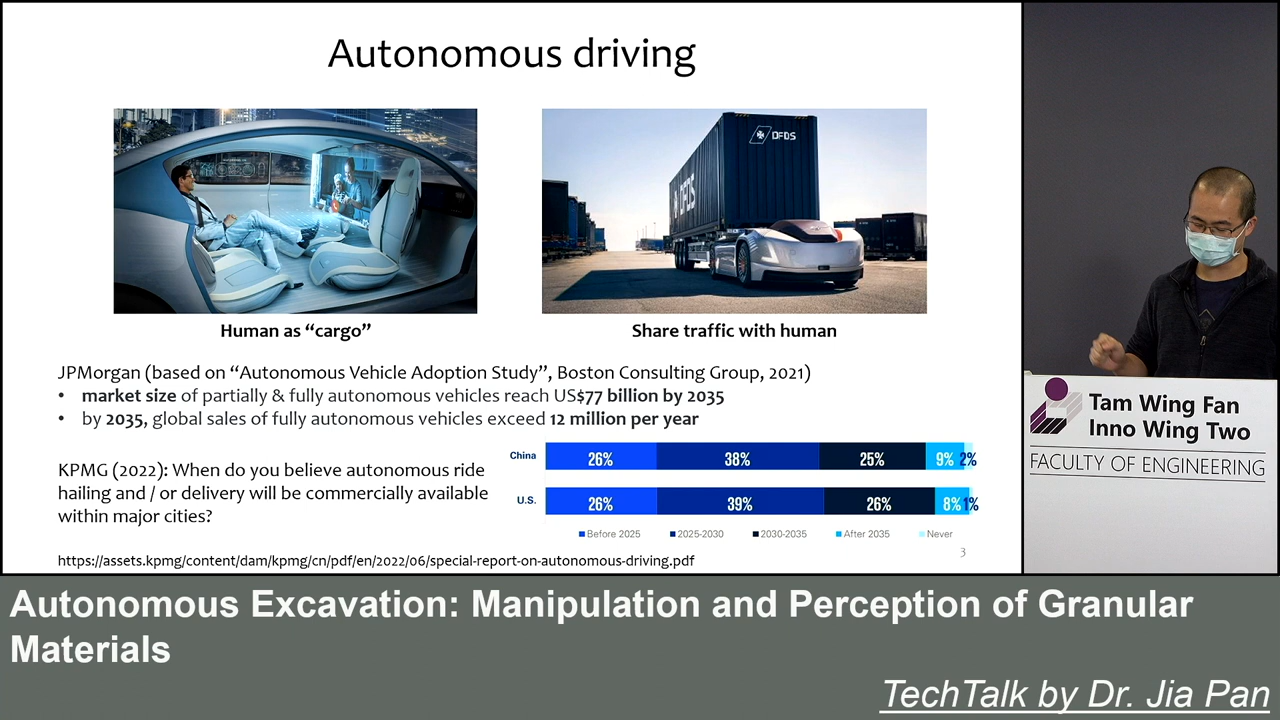 Autonomous driving
DFDS
DFDS
Human as “cargo”
Share traffic with human
JPMorgan (based on “Autonomous Vehicle Adoption Study”, Boston Consulting Group, 2021)
• market size of partially & fully autonomous vehicles reach US$77 billion by 2035
• by 2035, global sales of fully autonomous vehicles exceed 12 million per year
KPMG (2022): When do you believe autonomous ride
hailing and / or delivery will be commercially available
within major cities?
China 26% 38% 25% 9% 2%
U.S. 26% 39% 26% 8% 1%
Before 2025 2025-2030 2030-2035 After 2035 Never
3
https://assets.kpmg/content/dam/kpmg/cn/pdf/en/2022/06/special-report-on-autonomous-driving.pdf
Tam Wing Fan
Inno Wing Two
FACULTY OF ENGINEERING
Autonomous Excavation: Manipulation and Perception of Granular
Materials
TechTalk by Dr. Jia Pan